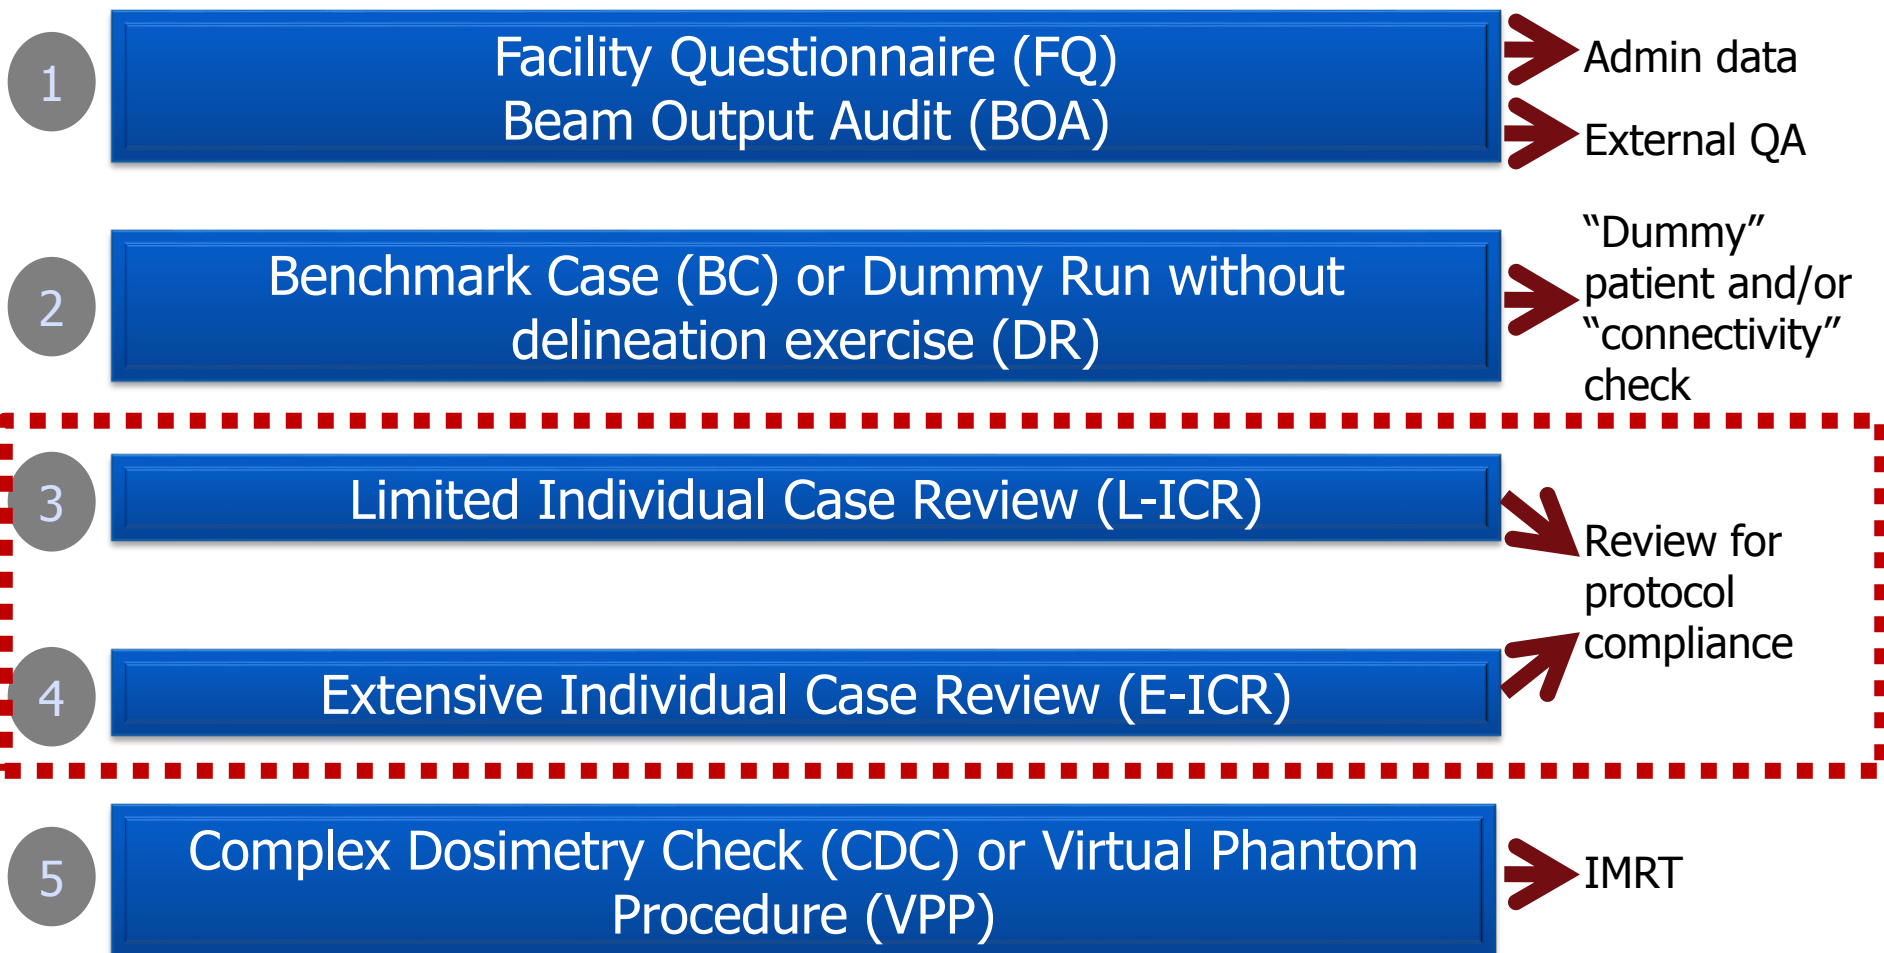 1
Facility Questionnaire (FQ)
Beam Output Audit (BOA)
Admin data
External QA
2
Benchmark Case (BC) or Dummy Run without
delineation exercise (DR)
“Dummy”
patient and/or
“connectivity”
check
3
Limited Individual Case Review (L-ICR)
Review for
protocol
compliance
4
Extensive Individual Case Review (E-ICR)
5
Complex Dosimetry Check (CDC) or Virtual Phantom
Procedure (VPP)
IMRT